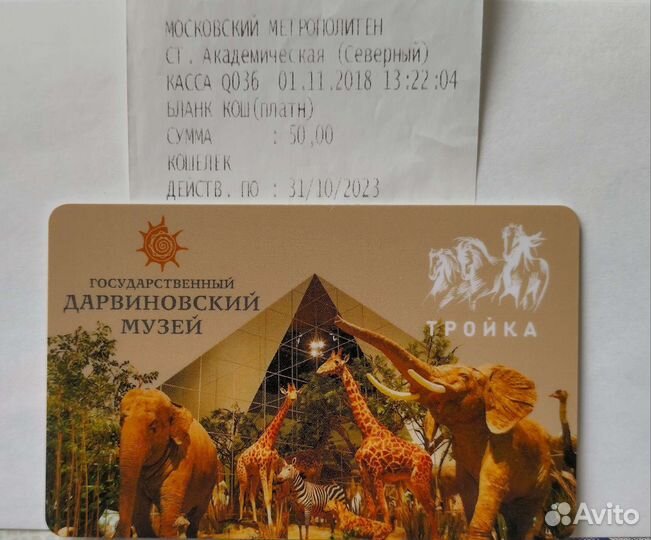 МОСКОВСКИЙ МЕТРОПОЛИТЕН
СТ. Академическая (Северный)
КАССА Q036 01.11.2018 13:22:04
БЛАНК КОШ(платн)
СУММА : 50,00
КОШЕЛЕК
ДЕЙСТВ. ПО : 31/10/2023
ГОСУДАРСТВЕННЫЙ
ДАРВИНОВСКИЙ
МУЗЕЙ
ТРОЙКА
Avito